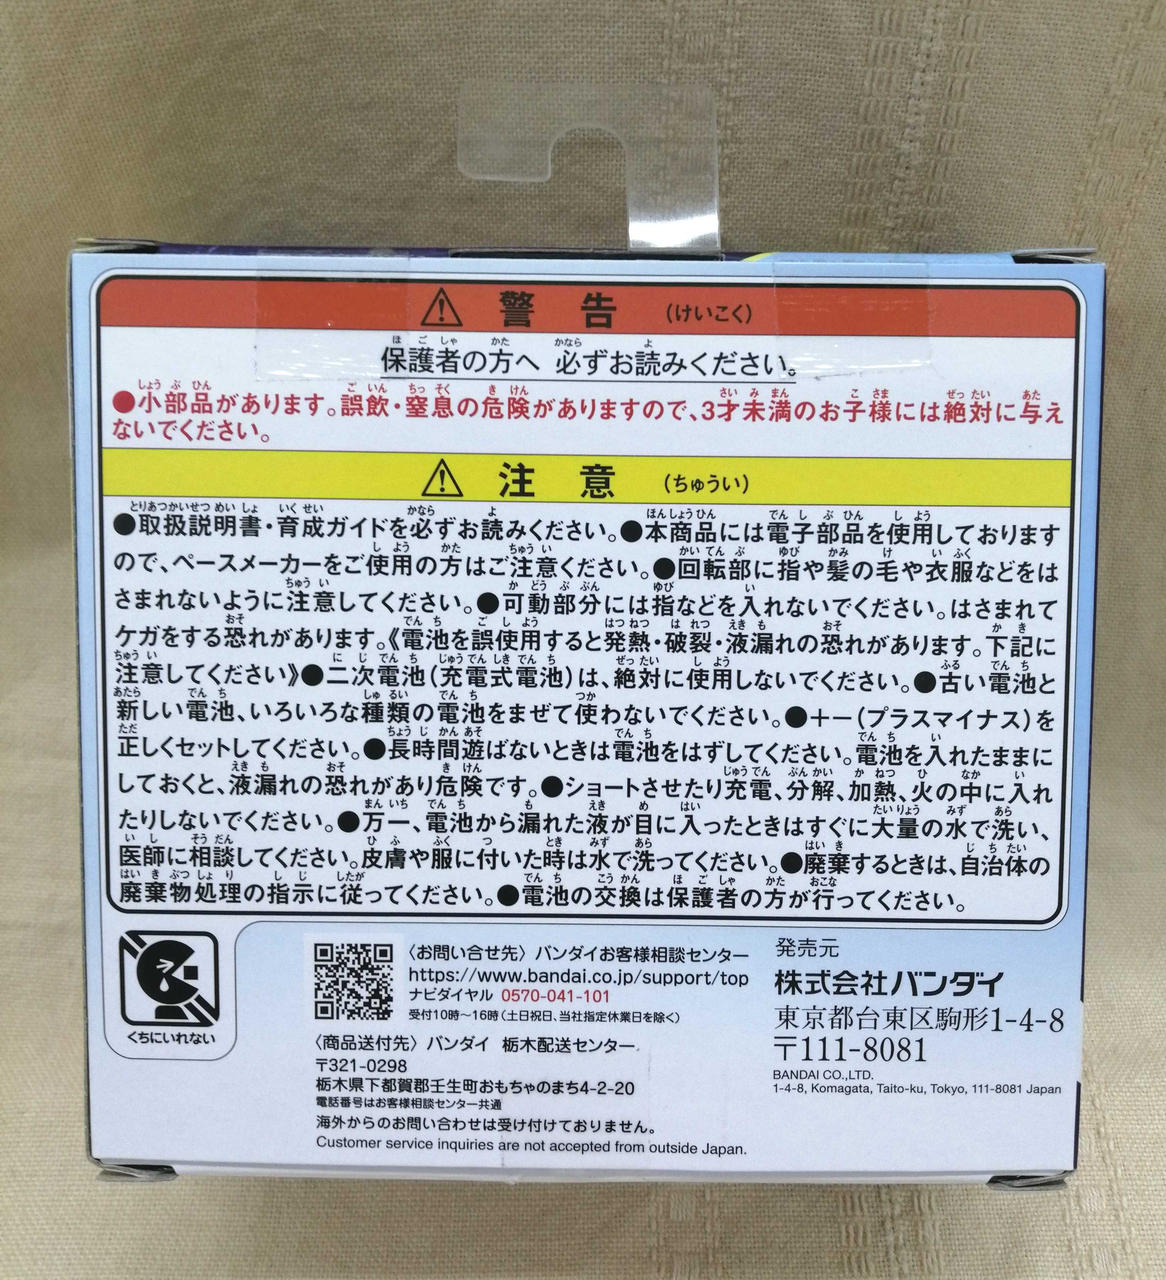 ⚠ 警告 (けいこく)
保護者の方へ 必ずお読みください。
●小部品があります。誤飲・窒息の危険がありますので、3才未満のお子様には絶対に与え
ないでください。
⚠ 注意 (ちゅうい)
●取扱説明書・育成ガイドを必ずお読みください。●本商品には電子部品を使用しております
ので、ペースメーカーをご使用の方はご注意ください。●回転部に指や髪の毛や衣服などをは
さまれないように注意してください。●可動部分には指などを入れないでください。はさまれて
ケガをする恐れがあります。《電池を誤使用すると発熱・破裂・液漏れの恐れがあります。下記に
注意してください》●二次電池(充電式電池)は、絶対に使用しないでください。●古い電池と
新しい電池、いろいろな種類の電池をまぜて使わないでください。●+-(プラスマイナス)を
正しくセットしてください。●長時間遊ばないときは電池をはずしてください。電池を入れたままに
しておくと、液漏れの恐れがあり危険です。●ショートさせたり充電、分解、加熱、火の中に入れ
たりしないでください。●万一、電池から漏れた液が目に入ったときはすぐに大量の水で洗い、
医師に相談してください。皮膚や服に付いた時は水で洗ってください。●廃棄するときは、自治体の
廃棄物処理の指示に従ってください。●電池の交換は保護者の方が行ってください。
くちにいれない
〈お問い合せ先〉バンダイお客様相談センター
https://www.bandai.co.jp/support/top
ナビダイヤル 0570-041-101
受付10時〜16時(土日祝日、当社指定休業日を除く)
〈商品送付先〉バンダイ 栃木配送センター
〒321-0298
栃木県下都賀郡壬生町おもちゃのまち4-2-20
電話番号はお客様相談センター共通
海外からのお問い合わせは受け付けておりません。
Customer service inquiries are not accepted from outside Japan.
発売元
株式会社バンダイ
東京都台東区駒形1-4-8
〒111-8081
BANDAI CO.,LTD.
1-4-8, Komagata, Taito-ku, Tokyo, 111-8081 Japan